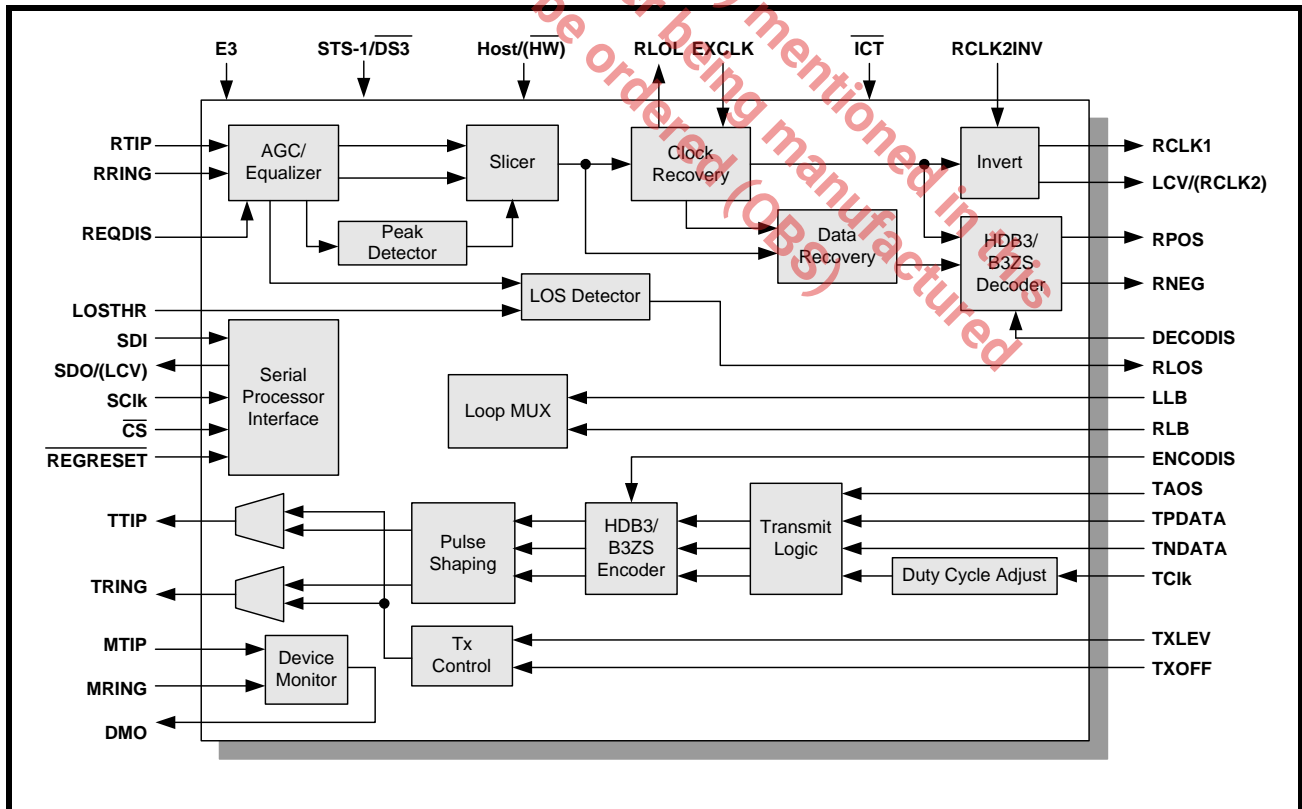 E3
STS-1/DS3
Host/(HW)
RLOL
EXCLK
ICT
RCLK2INV
RTIP
RRING
REQDIS
LOSTHR
SDI
SDO/(LCV)
SClk
CS
REGRESET
TTIP
TRING
MTIP
MRING
DMO
AGC/
Equalizer
Peak
Detector
Slicer
LOS Detector
Clock
Recovery
Data
Recovery
Invert
HDB3/
B3ZS
Decoder
Serial
Processor
Interface
Loop MUX
Pulse
Shaping
HDB3/
B3ZS
Encoder
Transmit
Logic
Duty Cycle Adjust
Tx
Control
Device
Monitor
RCLK1
LCV/(RCLK2)
RPOS
RNEG
DECODIS
RLOS
LLB
RLB
ENCODIS
TAOS
TPDATA
TNDATA
TClk
TXLEV
TXOFF
mentioned in this
being manufactured
be ordered (OBS)